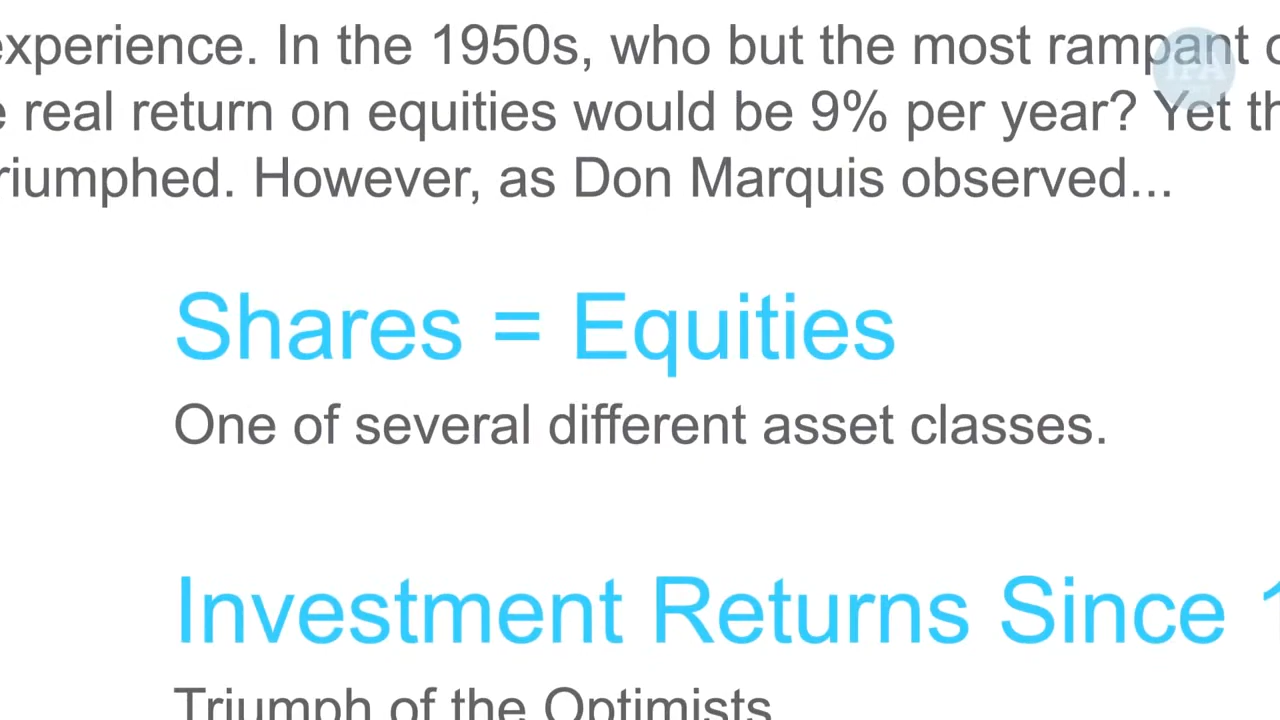 experience. In the 1950s, who but the most rampant
real return on equities would be 9% per year? Yet
triumphed. However, as Don Marquis observed...
Shares = Equities
One of several different asset classes.
Investment Returns Since
Triumph of the Optimists
IPA